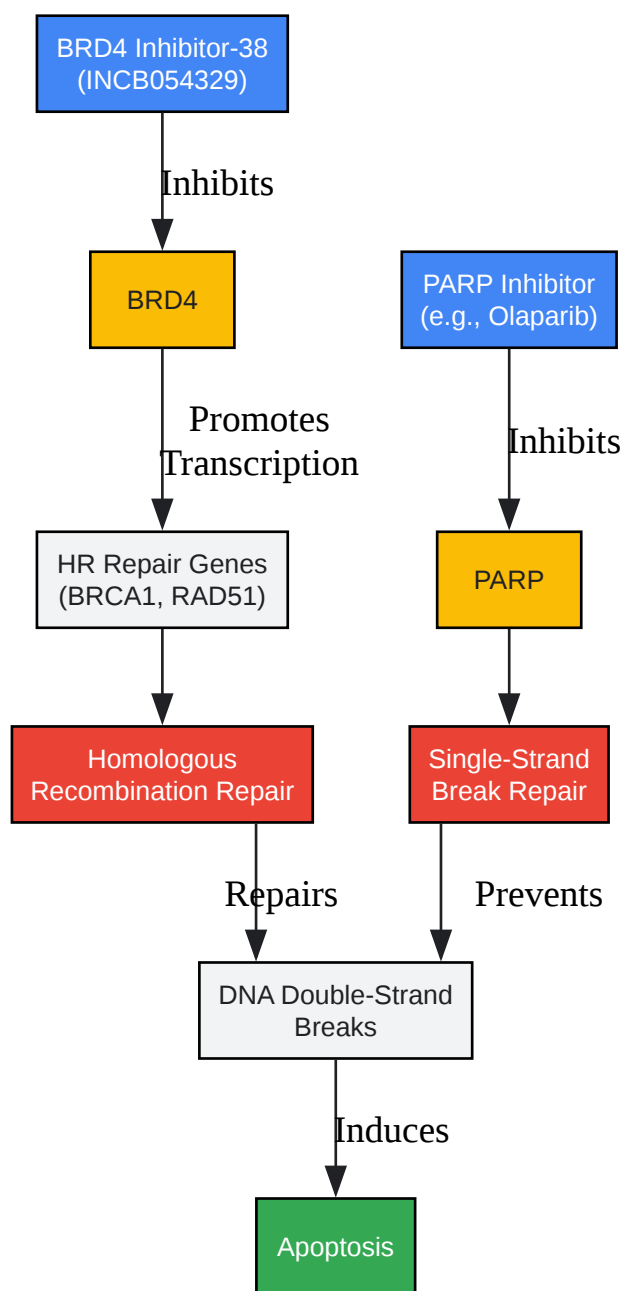 BRD4 Inhibitor-38
(INCB054329)
Inhibits
BRD4
PARP Inhibitor
(e.g., Olaparib)
Promotes
Transcription
Inhibits
HR Repair Genes
(BRCA1, RAD51)
PARP
Homologous
Recombination Repair
Single-Strand
Break Repair
Repairs
Prevents
DNA Double-Strand
Breaks
Induces
Apoptosis